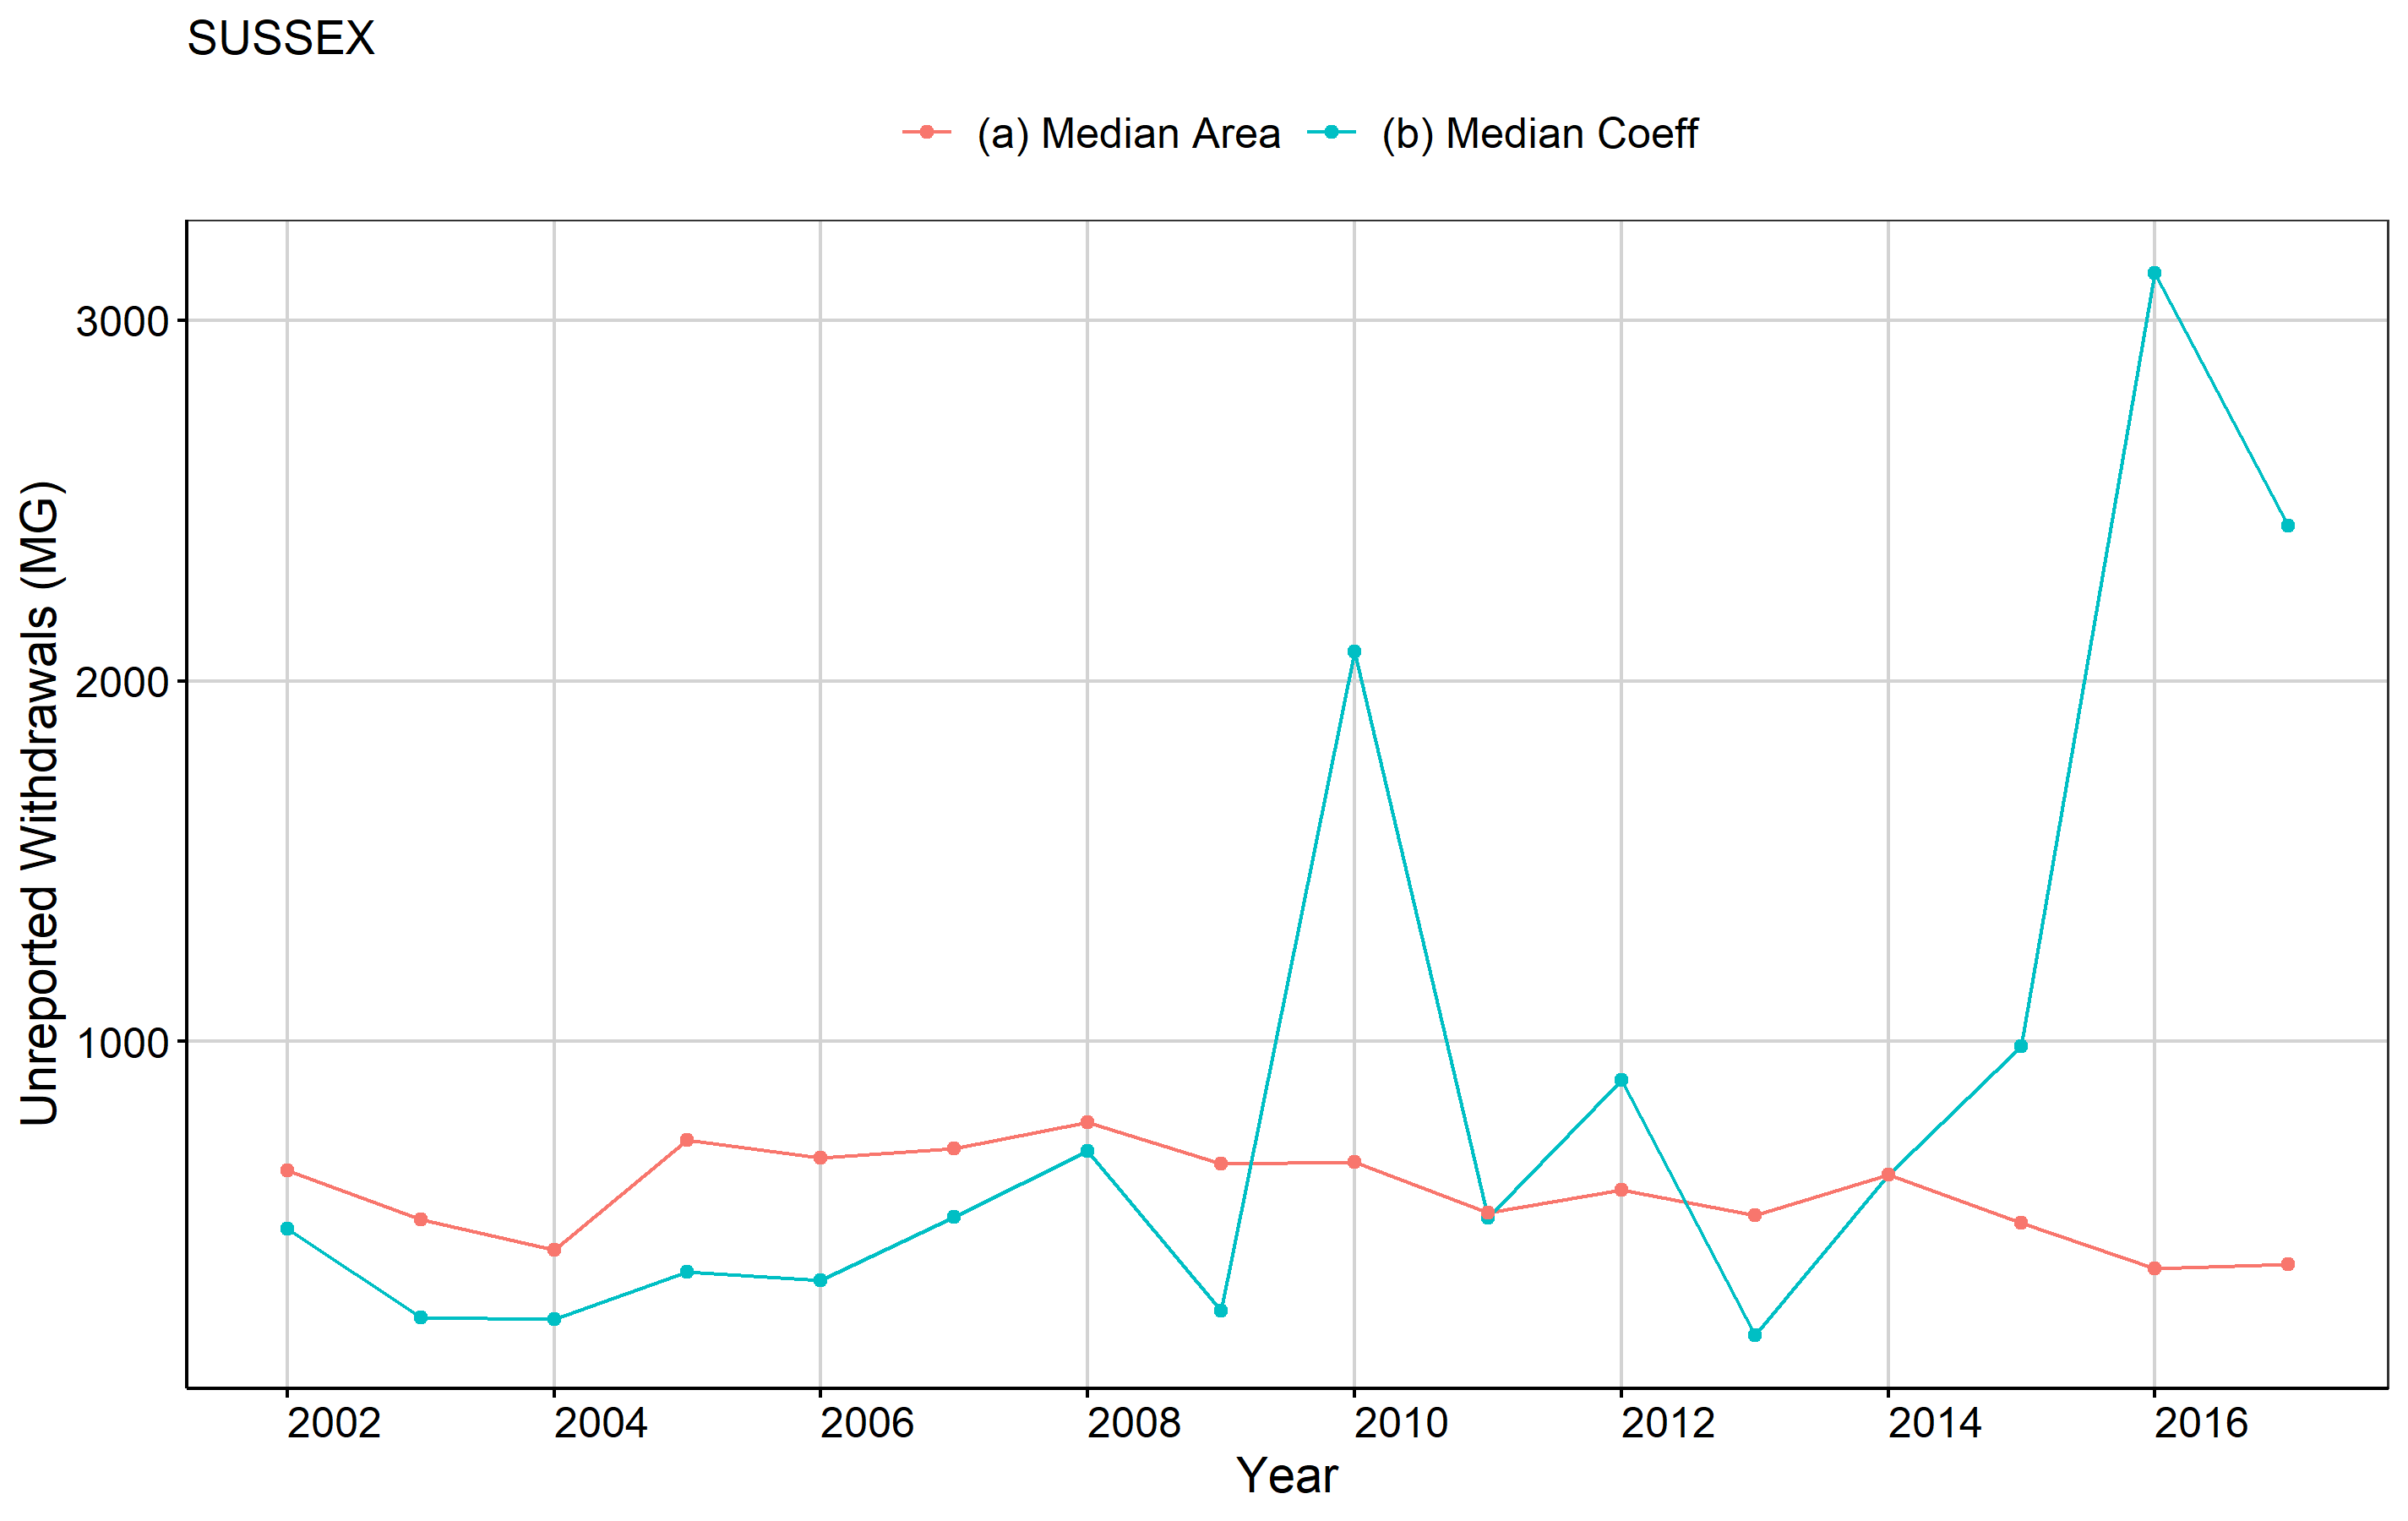 SUSSEX
(a) Median Area (b) Median Coeff
Unreported Withdrawals (MG)
3000
2000
1000
2002 2004 2006 2008 2010 2012 2014 2016
Year